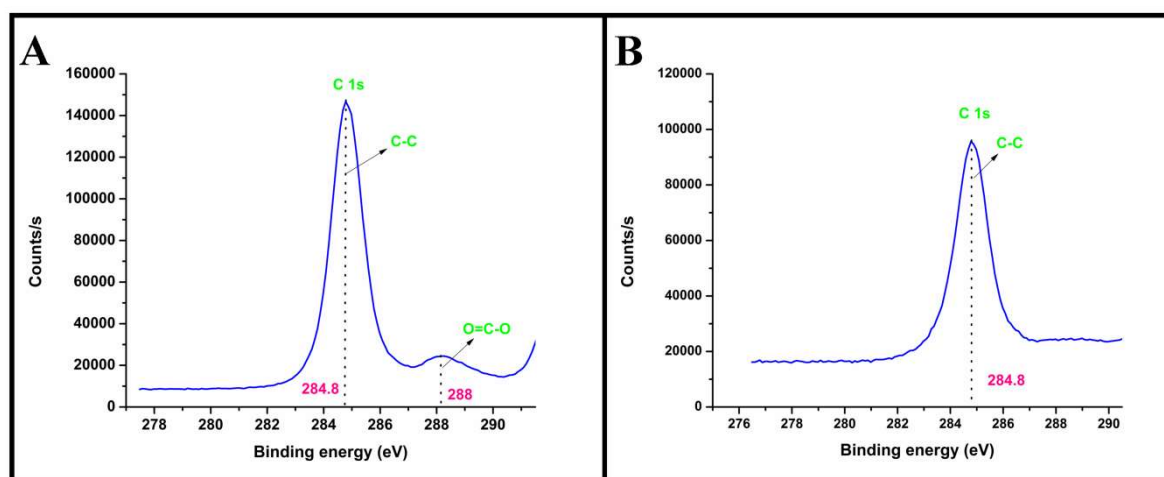 A
160000
140000
120000
100000
80000
60000
40000
20000
0
Counts/s
C 1s
C-C
O=C-O
284.8
288
278 280 282 284 286 288 290
Binding energy (eV)
B
120000
100000
80000
60000
40000
20000
0
Counts/s
C 1s
C-C
284.8
276 278 280 282 284 286 288 290
Binding energy (eV)